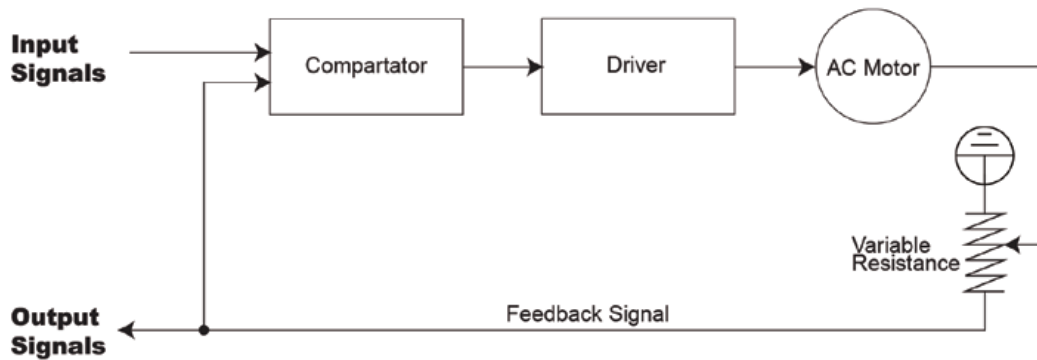 Input
Signals
Compartator
Driver
AC Motor
Variable
Resistance
Feedback Signal
Output
Signals